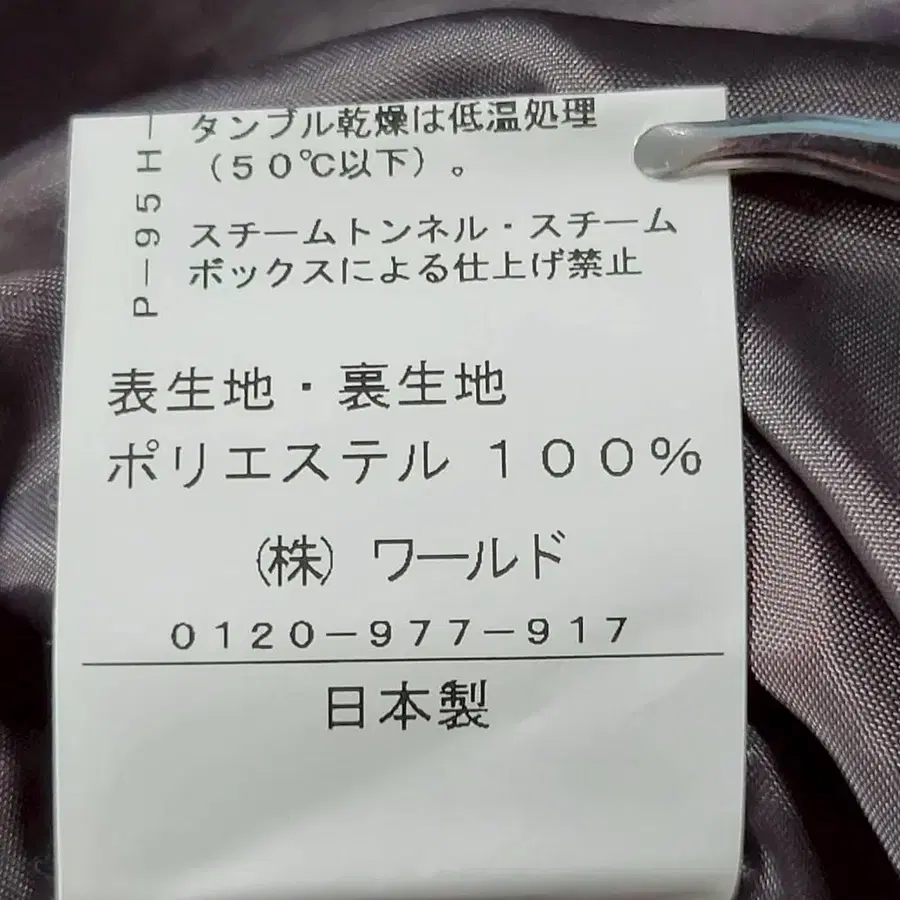 タンブル乾燥は低温処理
（５０℃以下）。
スチームトンネル・スチーム
ボックスによる仕上げ禁止
P－95H－
表生地・裏生地
ポリエステル １００％
（株） ワールド
０１２０－９７７－９１７
日本製